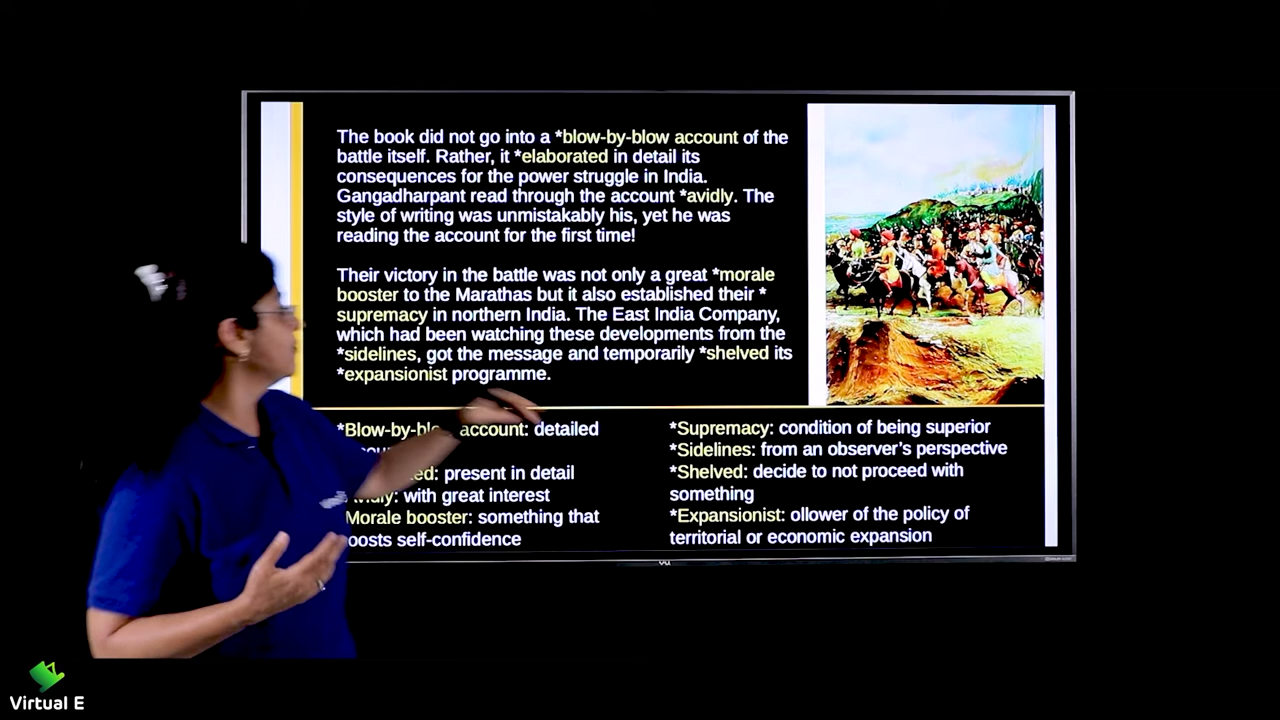 The book did not go into a *blow-by-blow account of the
battle itself. Rather, it *elaborated in detail its
consequences for the power struggle in India.
Gangadharpant read through the account *avidly. The
style of writing was unmistakably his, yet he was
reading the account for the first time!
Their victory in the battle was not only a great *morale
booster to the Marathas but it also established their *
supremacy in northern India. The East India Company,
which had been watching these developments from the
*sidelines, got the message and temporarily *shelved its
*expansionist programme.
*Blow-by-blo account: detailed
ed: present in detail
Avidly: with great interest
Morale booster: something that
oosts self-confidence
*Supremacy: condition of being superior
*Sidelines: from an observer’s perspective
*Shelved: decide to not proceed with
something
*Expansionist: ollower of the policy of
territorial or economic expansion
Virtual E